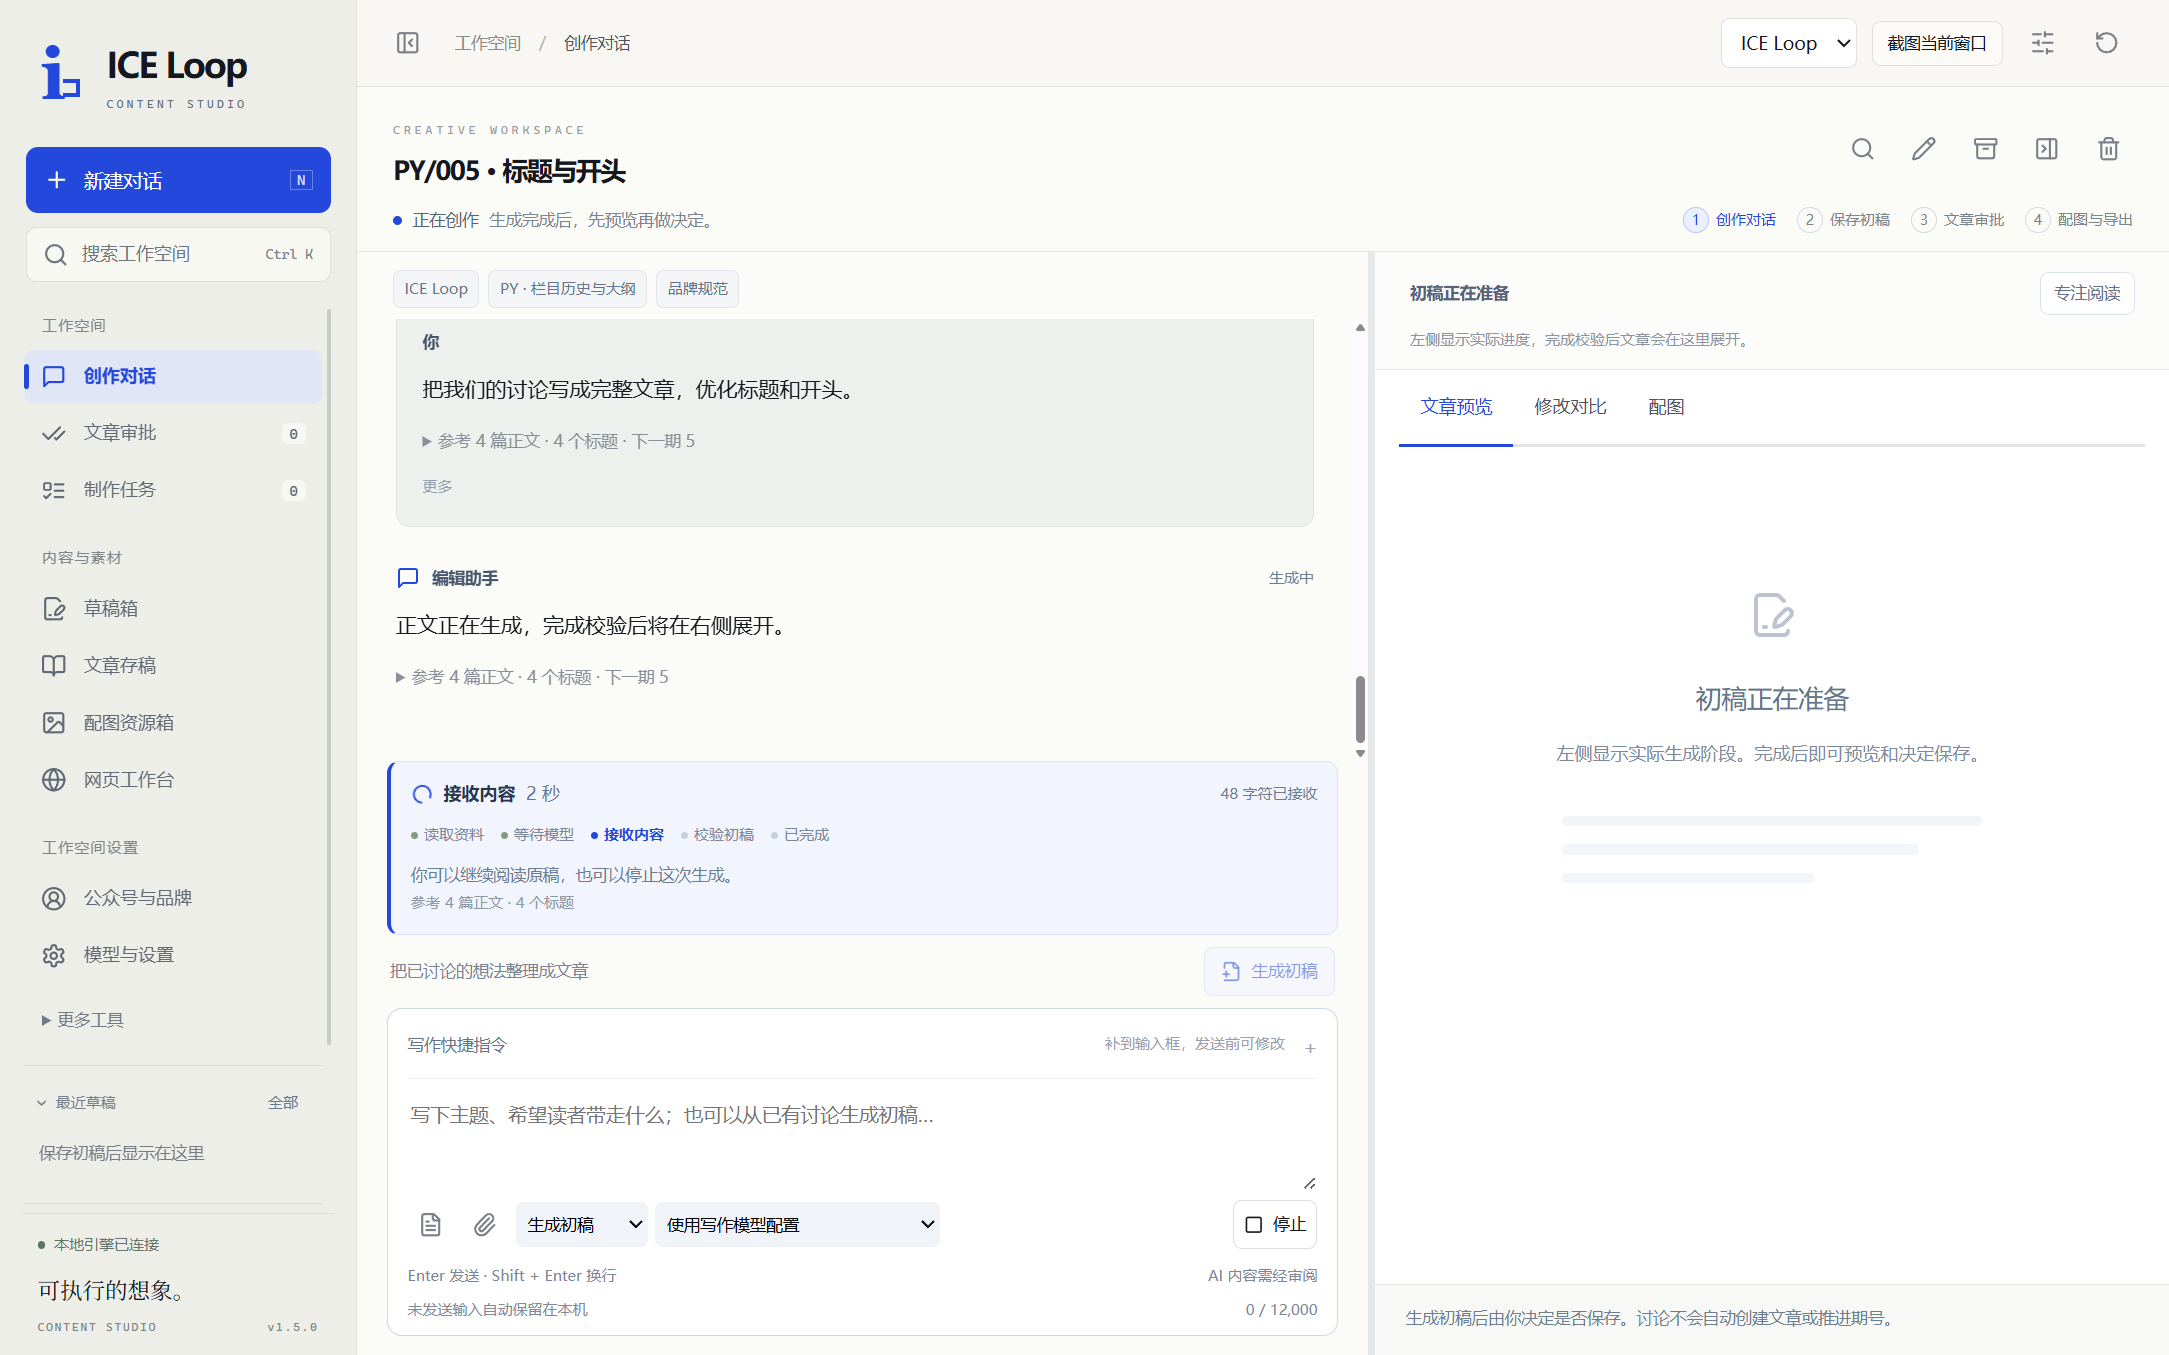 ICE Loop
CONTENT STUDIO
新建对话
N
搜索工作空间
Ctrl K
工作空间
创作对话
文章审批
0
制作任务
0
内容与素材
草稿箱
文章存稿
配图资源箱
网页工作台
工作空间设置
公众号与品牌
模型与设置
更多工具
最近草稿
全部
保存初稿后显示在这里
本地引擎已连接
可执行的想象。
CONTENT STUDIO
v1.5.0
工作空间 / 创作对话
ICE Loop
截图当前窗口
CREATIVE WORKSPACE
PY/005 • 标题与开头
正在创作 生成完成后，先预览再做决定。
1 创作对话
2 保存初稿
3 文章审批
4 配图与导出
ICE Loop
PY · 栏目历史与大纲
品牌规范
你
把我们的讨论写成完整文章，优化标题和开头。
参考 4 篇正文 · 4 个标题 · 下一期 5
更多
编辑助手
生成中
正文正在生成，完成校验后将在右侧展开。
参考 4 篇正文 · 4 个标题 · 下一期 5
接收内容 2 秒
48 字符已接收
读取资料
等待模型
接收内容
校验初稿
已完成
你可以继续阅读原稿，也可以停止这次生成。
参考 4 篇正文 · 4 个标题
把已讨论的想法整理成文章
生成初稿
写作快捷指令
补到输入框，发送前可修改
+
写下主题、希望读者带走什么；也可以从已有讨论生成初稿...
生成初稿
使用写作模型配置
停止
Enter 发送 · Shift + Enter 换行
AI 内容需经审阅
未发送输入自动保留在本机
0 / 12,000
初稿正在准备
专注阅读
左侧显示实际进度，完成校验后文章会在这里展开。
文章预览
修改对比
配图
初稿正在准备
左侧显示实际生成阶段。完成后即可预览和决定保存。
生成初稿后由你决定是否保存。讨论不会自动创建文章或推进期号。